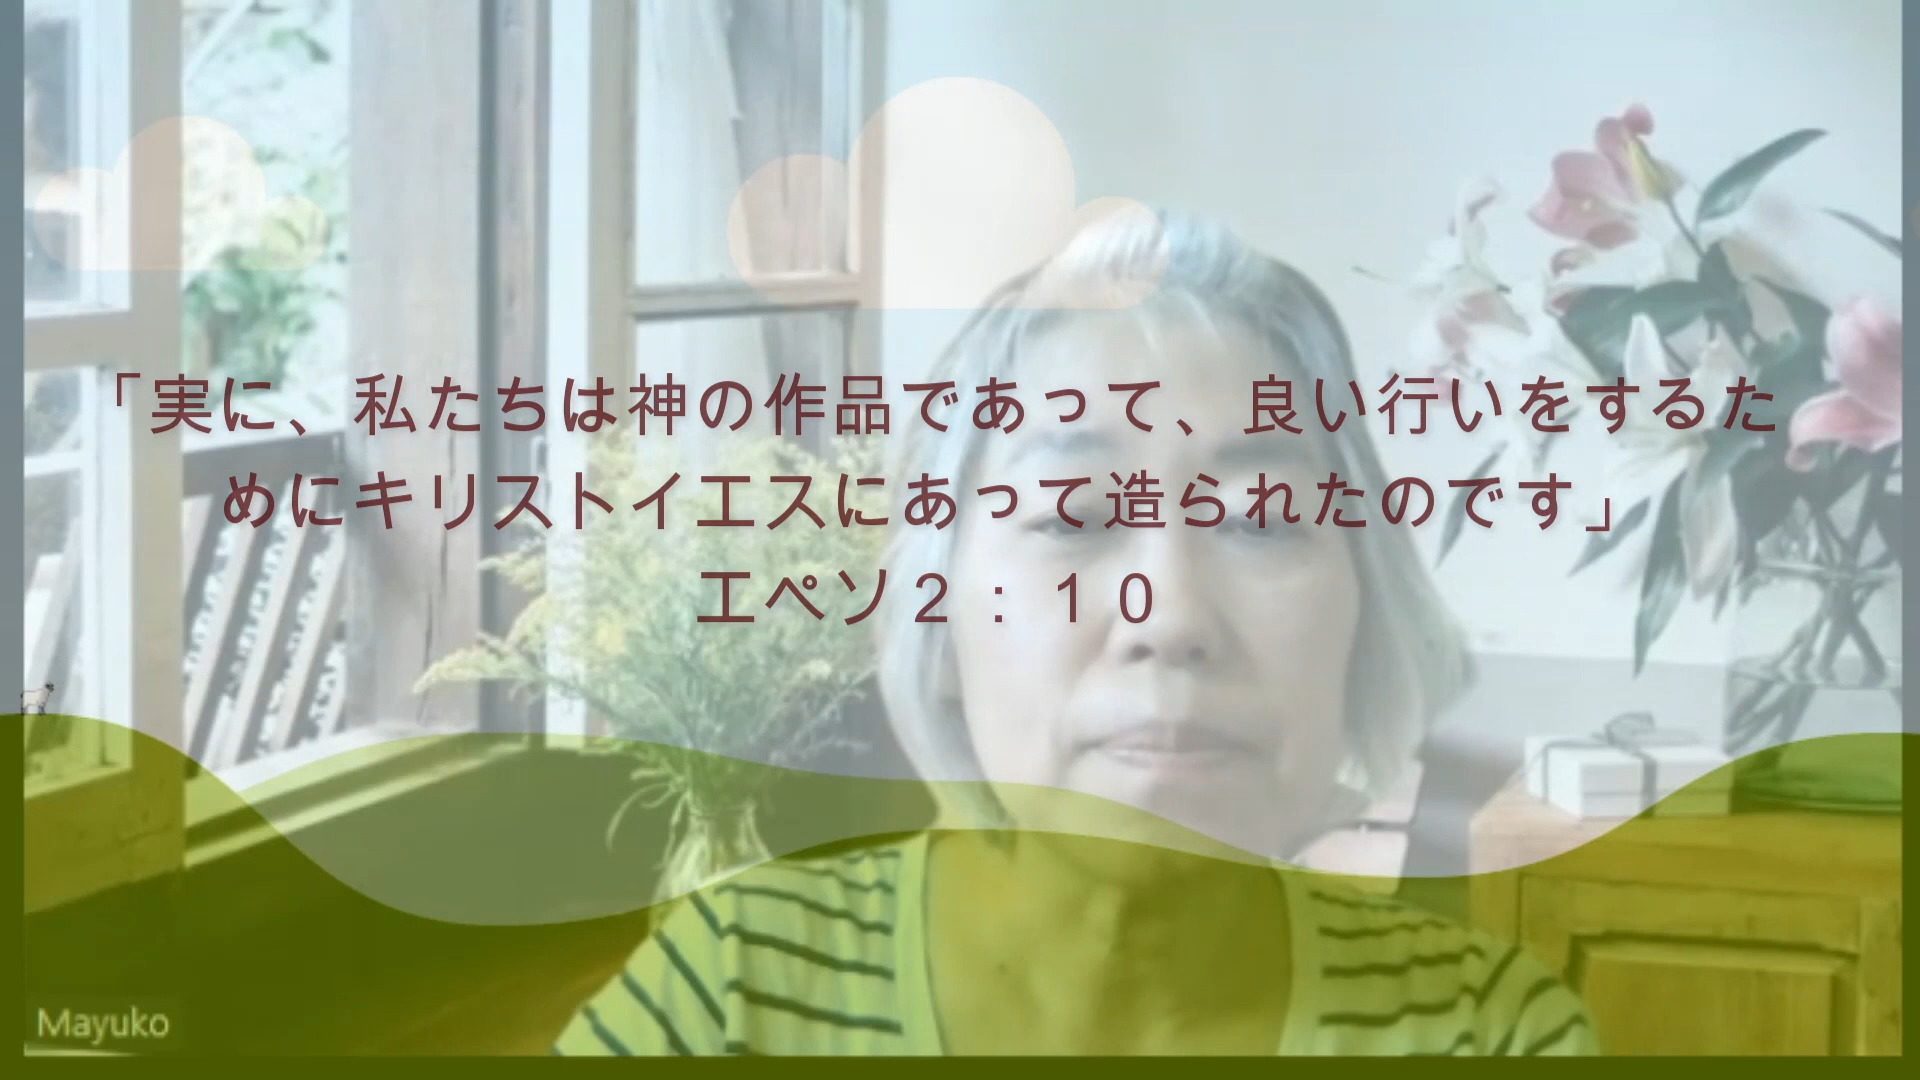 「実に、私たちは神の作品であって、良い行いをするた
めにキリストイエスにあって造られたのです」
エペソ２：１０
Mayuko